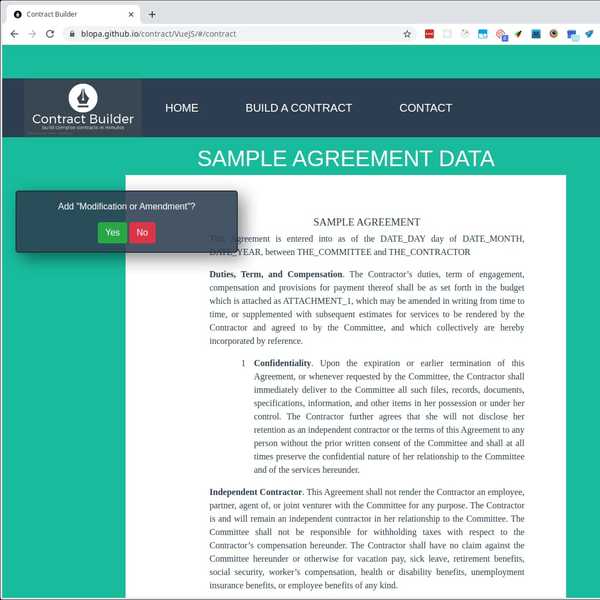 Contract Builder
blopa.github.io/contract/VueJS/#/contract
Contract Builder
build complex contracts in minutes
HOME
BUILD A CONTRACT
CONTACT
SAMPLE AGREEMENT DATA
Add "Modification or Amendment"?
Yes
No
SAMPLE AGREEMENT
This Agreement is entered into as of the DATE_DAY day of DATE_MONTH,
DATE_YEAR, between THE_COMMITTEE and THE_CONTRACTOR
Duties, Term, and Compensation. The Contractor's duties, term of engagement,
compensation and provisions for payment thereof shall be as set forth in the budget
which is attached as ATTACHMENT_1, which may be amended in writing from time to
time, or supplemented with subsequent estimates for services to be rendered by the
Contractor and agreed to by the Committee, and which collectively are hereby
incorporated by reference.
1 Confidentiality. Upon the expiration or earlier termination of this
Agreement, or whenever requested by the Committee, the Contractor shall
immediately deliver to the Committee all such files, records, documents,
specifications, information, and other items in her possession or under her
control. The Contractor further agrees that she will not disclose her
retention as an independent contractor or the terms of this Agreement to any
person without the prior written consent of the Committee and shall at all
times preserve the confidential nature of her relationship to the Committee
and of the services hereunder.
Independent Contractor. This Agreement shall not render the Contractor an employee,
partner, agent of, or joint venturer with the Committee for any purpose. The Contractor
is and will remain an independent contractor in her relationship to the Committee. The
Committee shall not be responsible for withholding taxes with respect to the
Contractor's compensation hereunder. The Contractor shall have no claim against the
Committee hereunder or otherwise for vacation pay, sick leave, retirement benefits,
social security, worker's compensation, health or disability benefits, unemployment
insurance benefits, or employee benefits of any kind.